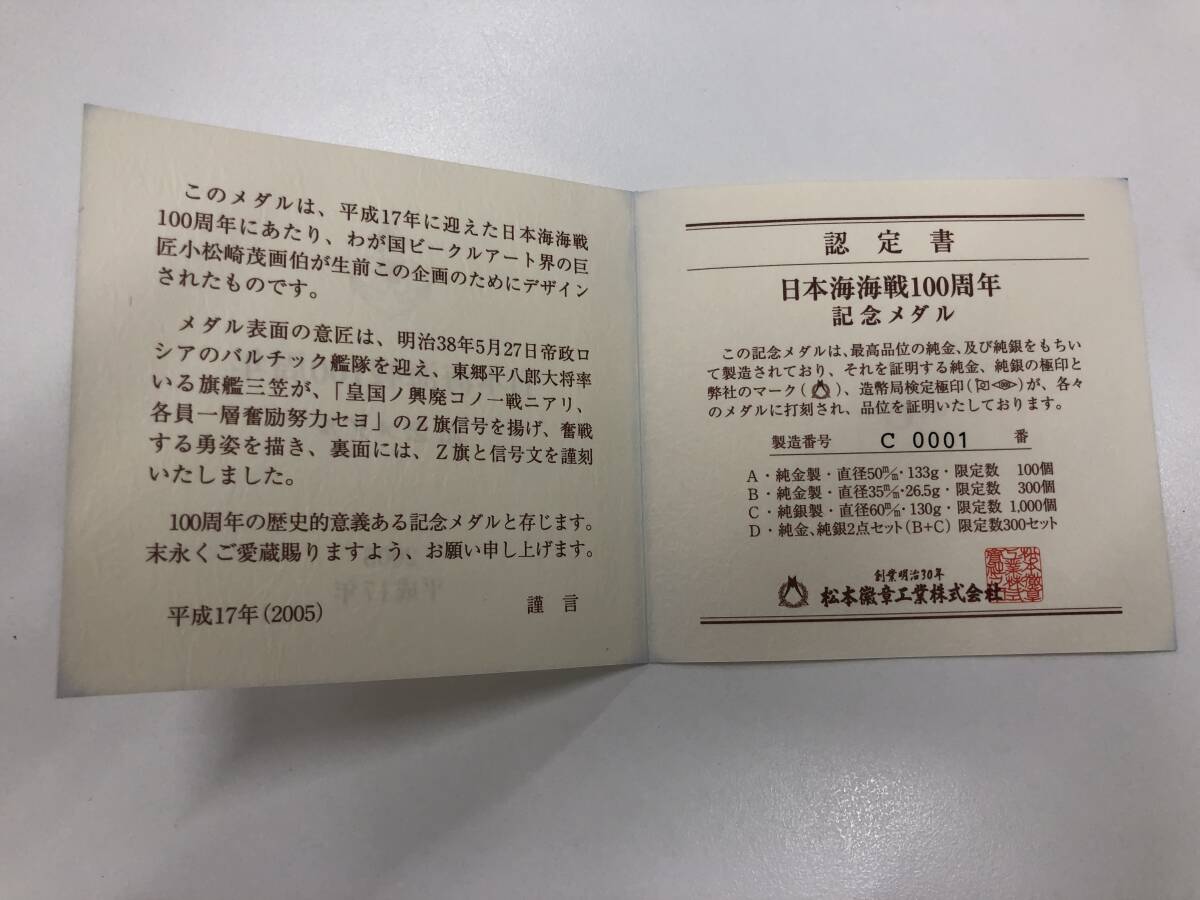 このメダルは、平成17年に迎えた日本海海戦
100周年にあたり、わが国ビークルアート界の巨
匠小松崎茂画伯が生前この企画のためにデザイン
されたものです。
メダル表面の意匠は、明治38年5月27日帝政ロ
シアのバルチック艦隊を迎え、東郷平八郎大将率
いる旗艦三笠が、「皇国ノ興廃コノ一戦ニアリ、
各員一層奮励努力セヨ」のZ旗信号を揚げ、奮戦
する勇姿を描き、裏面には、Z旗と信号文を謹刻
いたしました。
100周年の歴史的意義ある記念メダルと存じます。
末永くご愛蔵賜りますよう、お願い申し上げます。
平成17年(2005) 謹言
認定書
日本海海戦100周年
記念メダル
この記念メダルは、最高品位の純金、及び純銀をもちい
て製造されており、それを証明する純金、純銀の極印と
弊社のマーク( )、造幣局検定極印( )が、各々
のメダルに打刻され、品位を証明いたしております。
製造番号 C 0001 番
A・純金製・直径50m/m・133g・限定数 100個
B・純金製・直径35m/m・26.5g・限定数 300個
C・純銀製・直径60m/m・130g・限定数 1,000個
D・純金、純銀2点セット(B+C)限定数300セット
創業明治30年
松本徽章工業株式会社